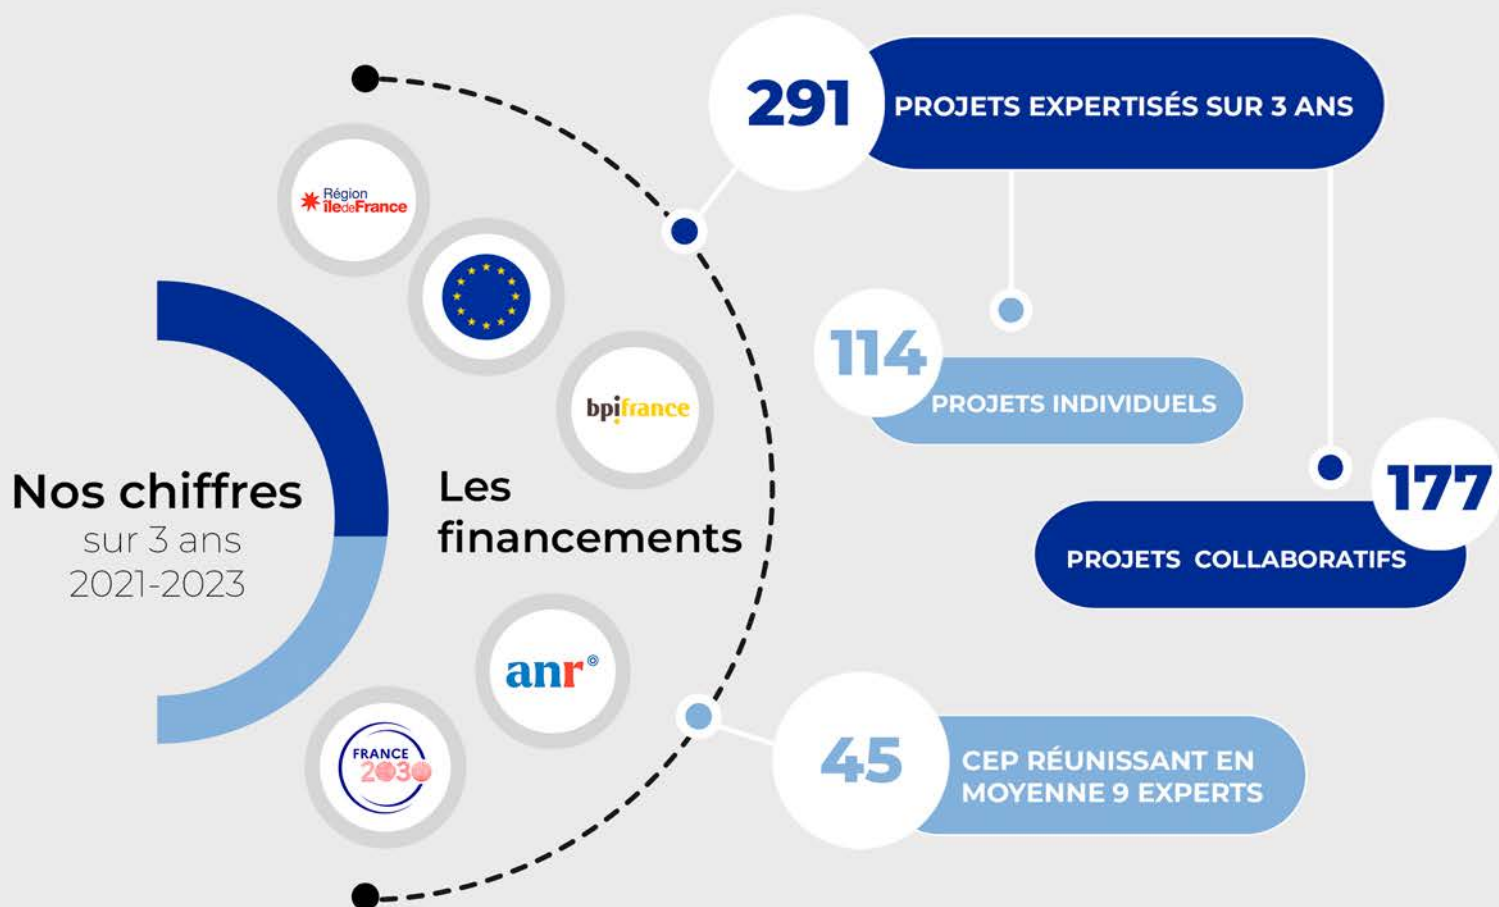 Nos chiffres
sur 3 ans
2021-2023
Les
financements
Région
îledeFrance
bpifrance
anr
FRANCE
2030
291
PROJETS EXPERTISÉS SUR 3 ANS
114
PROJETS INDIVIDUELS
177
PROJETS COLLABORATIFS
45
CEP RÉUNISSANT EN
MOYENNE 9 EXPERTS